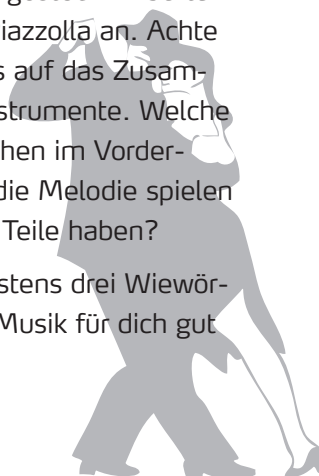 iazzolla an. Achte
s auf das Zusam-
strumente. Welche
hen im Vorder-
die Melodie spielen
Teile haben?
stens drei Wiewör-
Musik für dich gut